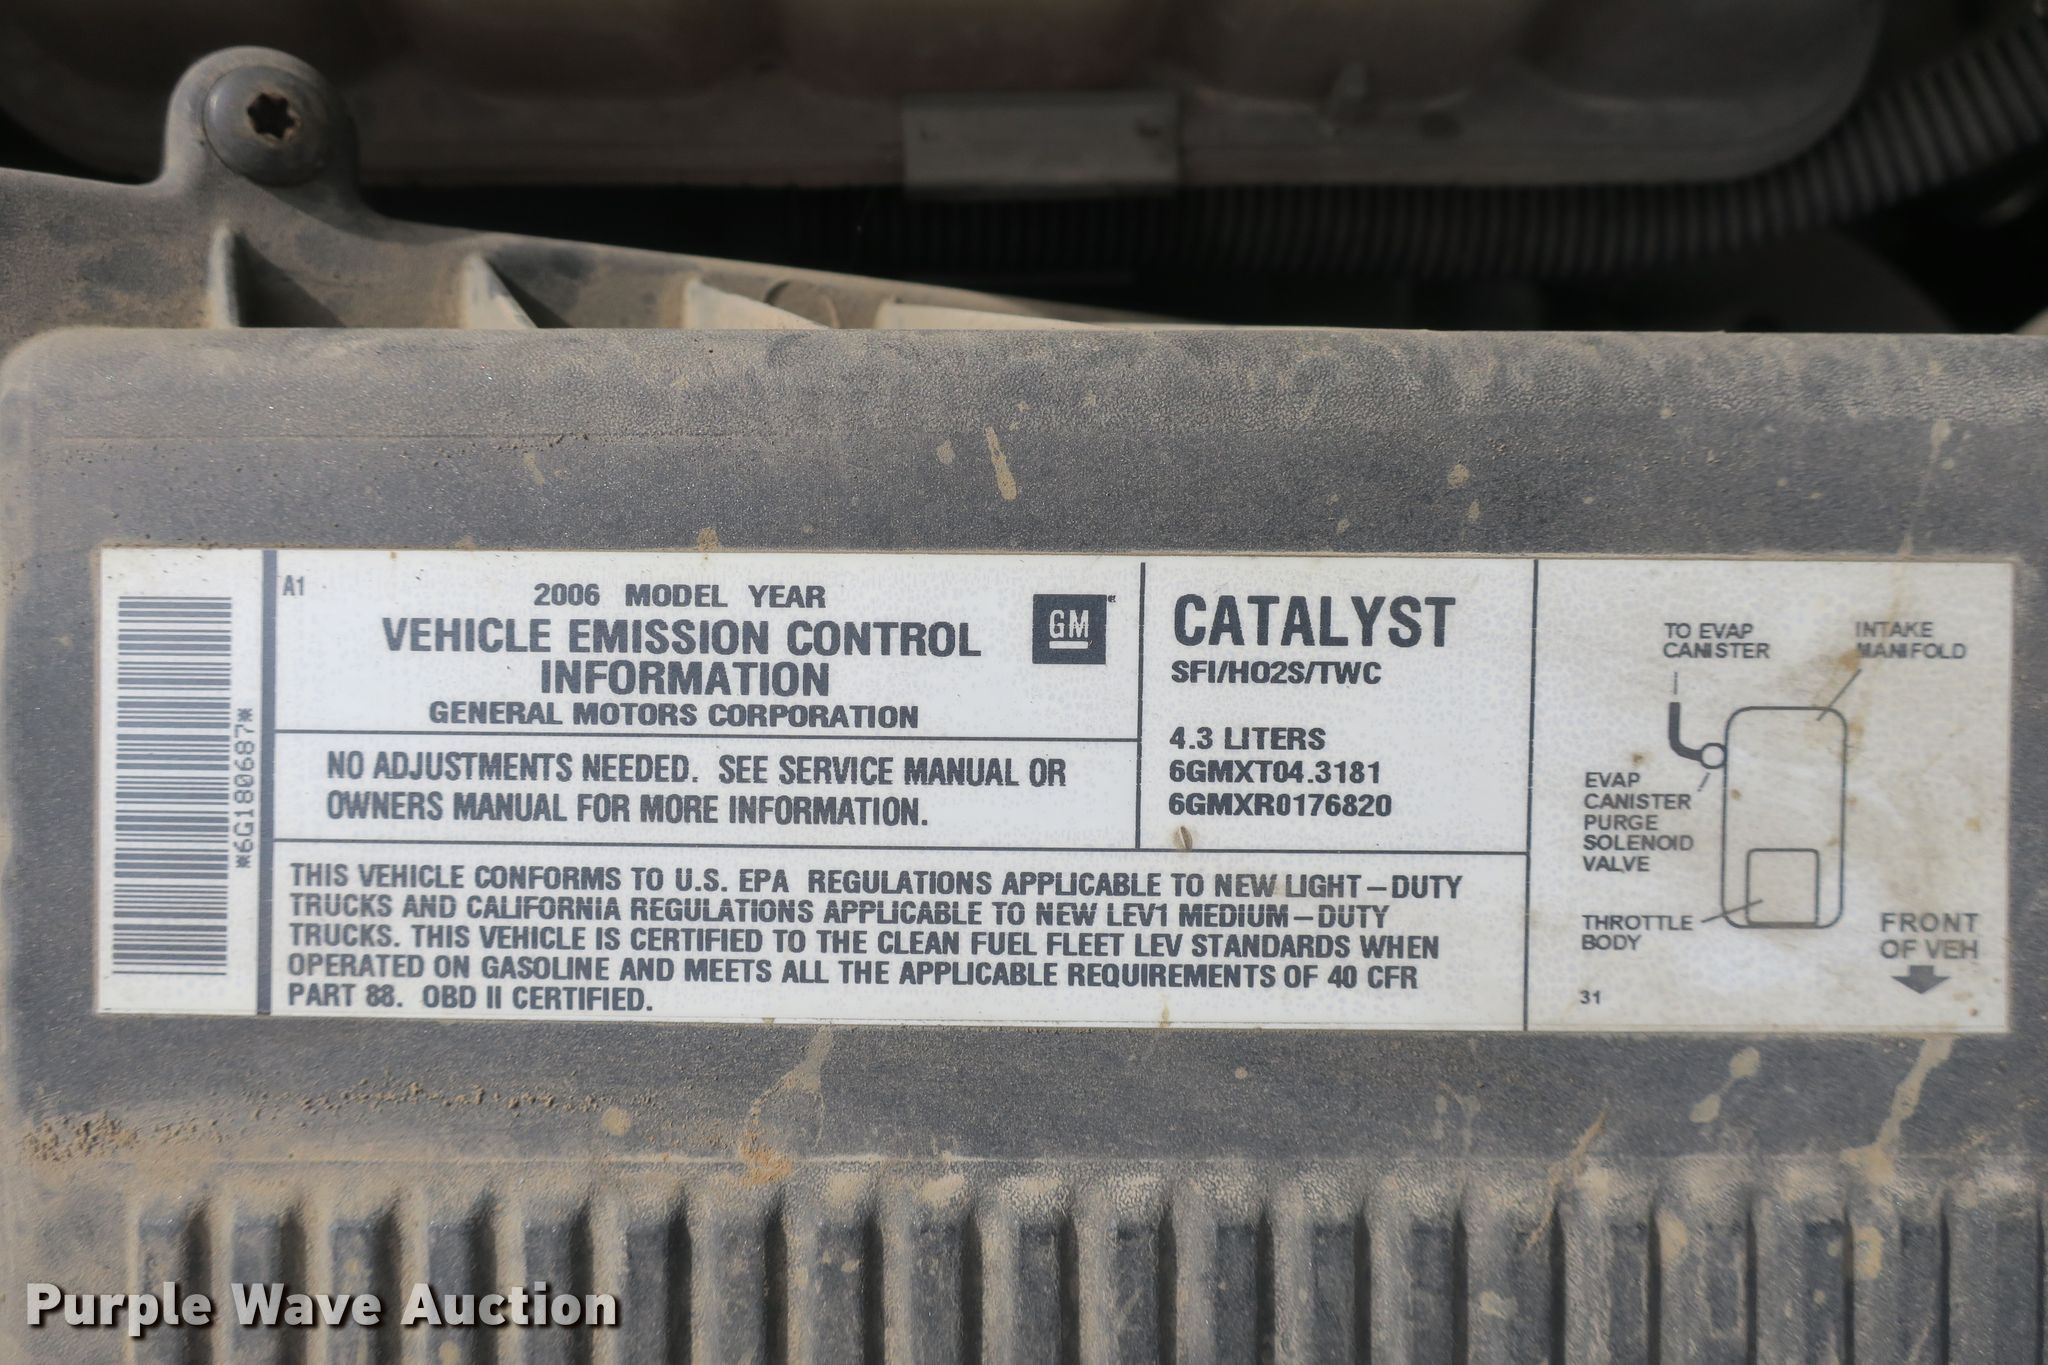 *6G180687*
A1
2006 MODEL YEAR
VEHICLE EMISSION CONTROL
INFORMATION
GENERAL MOTORS CORPORATION
GM
NO ADJUSTMENTS NEEDED. SEE SERVICE MANUAL OR
OWNERS MANUAL FOR MORE INFORMATION.
CATALYST
SFI/HO2S/TWC
4.3 LITERS
6GMXT04.3181
6GMXR0176820
THIS VEHICLE CONFORMS TO U.S. EPA REGULATIONS APPLICABLE TO NEW LIGHT-DUTY
TRUCKS AND CALIFORNIA REGULATIONS APPLICABLE TO NEW LEV1 MEDIUM-DUTY
TRUCKS. THIS VEHICLE IS CERTIFIED TO THE CLEAN FUEL FLEET LEV STANDARDS WHEN
OPERATED ON GASOLINE AND MEETS ALL THE APPLICABLE REQUIREMENTS OF 40 CFR
PART 88. OBD II CERTIFIED.
TO EVAP
CANISTER
INTAKE
MANIFOLD
EVAP
CANISTER
PURGE
SOLENOID
VALVE
THROTTLE
BODY
FRONT
OF VEH
31
Purple Wave Auction